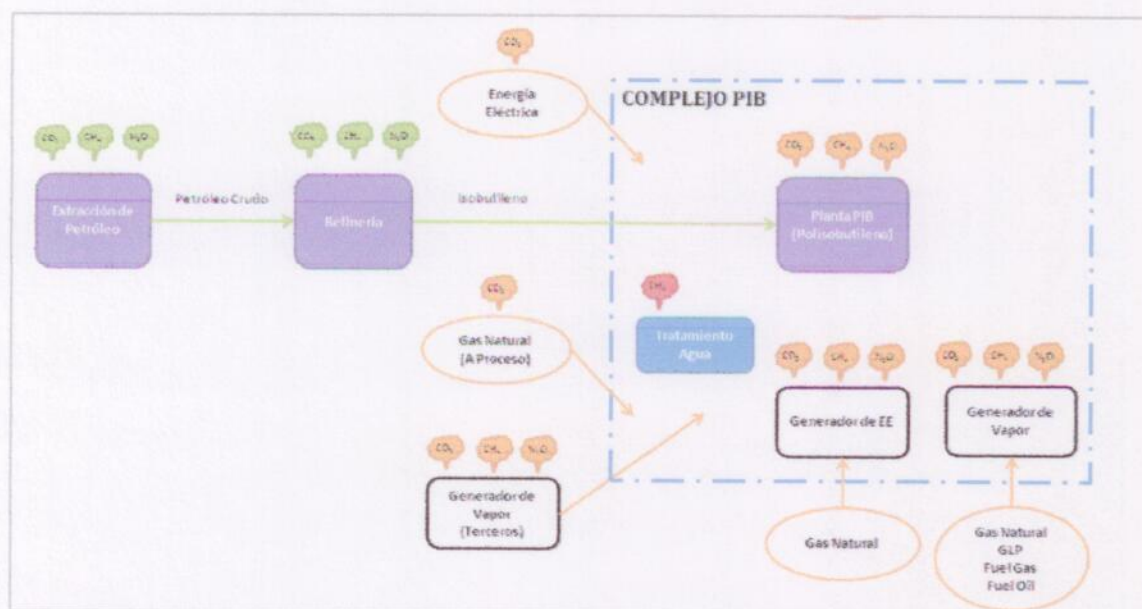 CO₂
Energía
Eléctrica
COMPLEJO PIB
CO₂ CH₄ N₂O
CO₂ CH₄ N₂O
CO₂ CH₄ N₂O
Extracción de
Petróleo
Petróleo Crudo
Refinería
Isobutileno
Planta PIB
(Poliisobutileno)
CO₂
CH₄
Gas Natural
(A Proceso)
Tratamiento
Agua
CO₂ CH₄ N₂O
CO₂ CH₄ N₂O
Generador de EE
Generador de
Vapor
CO₂ CH₄ N₂O
Generador de
Vapor
(Terceros)
Gas Natural
Gas Natural
GLP
Fuel Gas
Fuel Oil